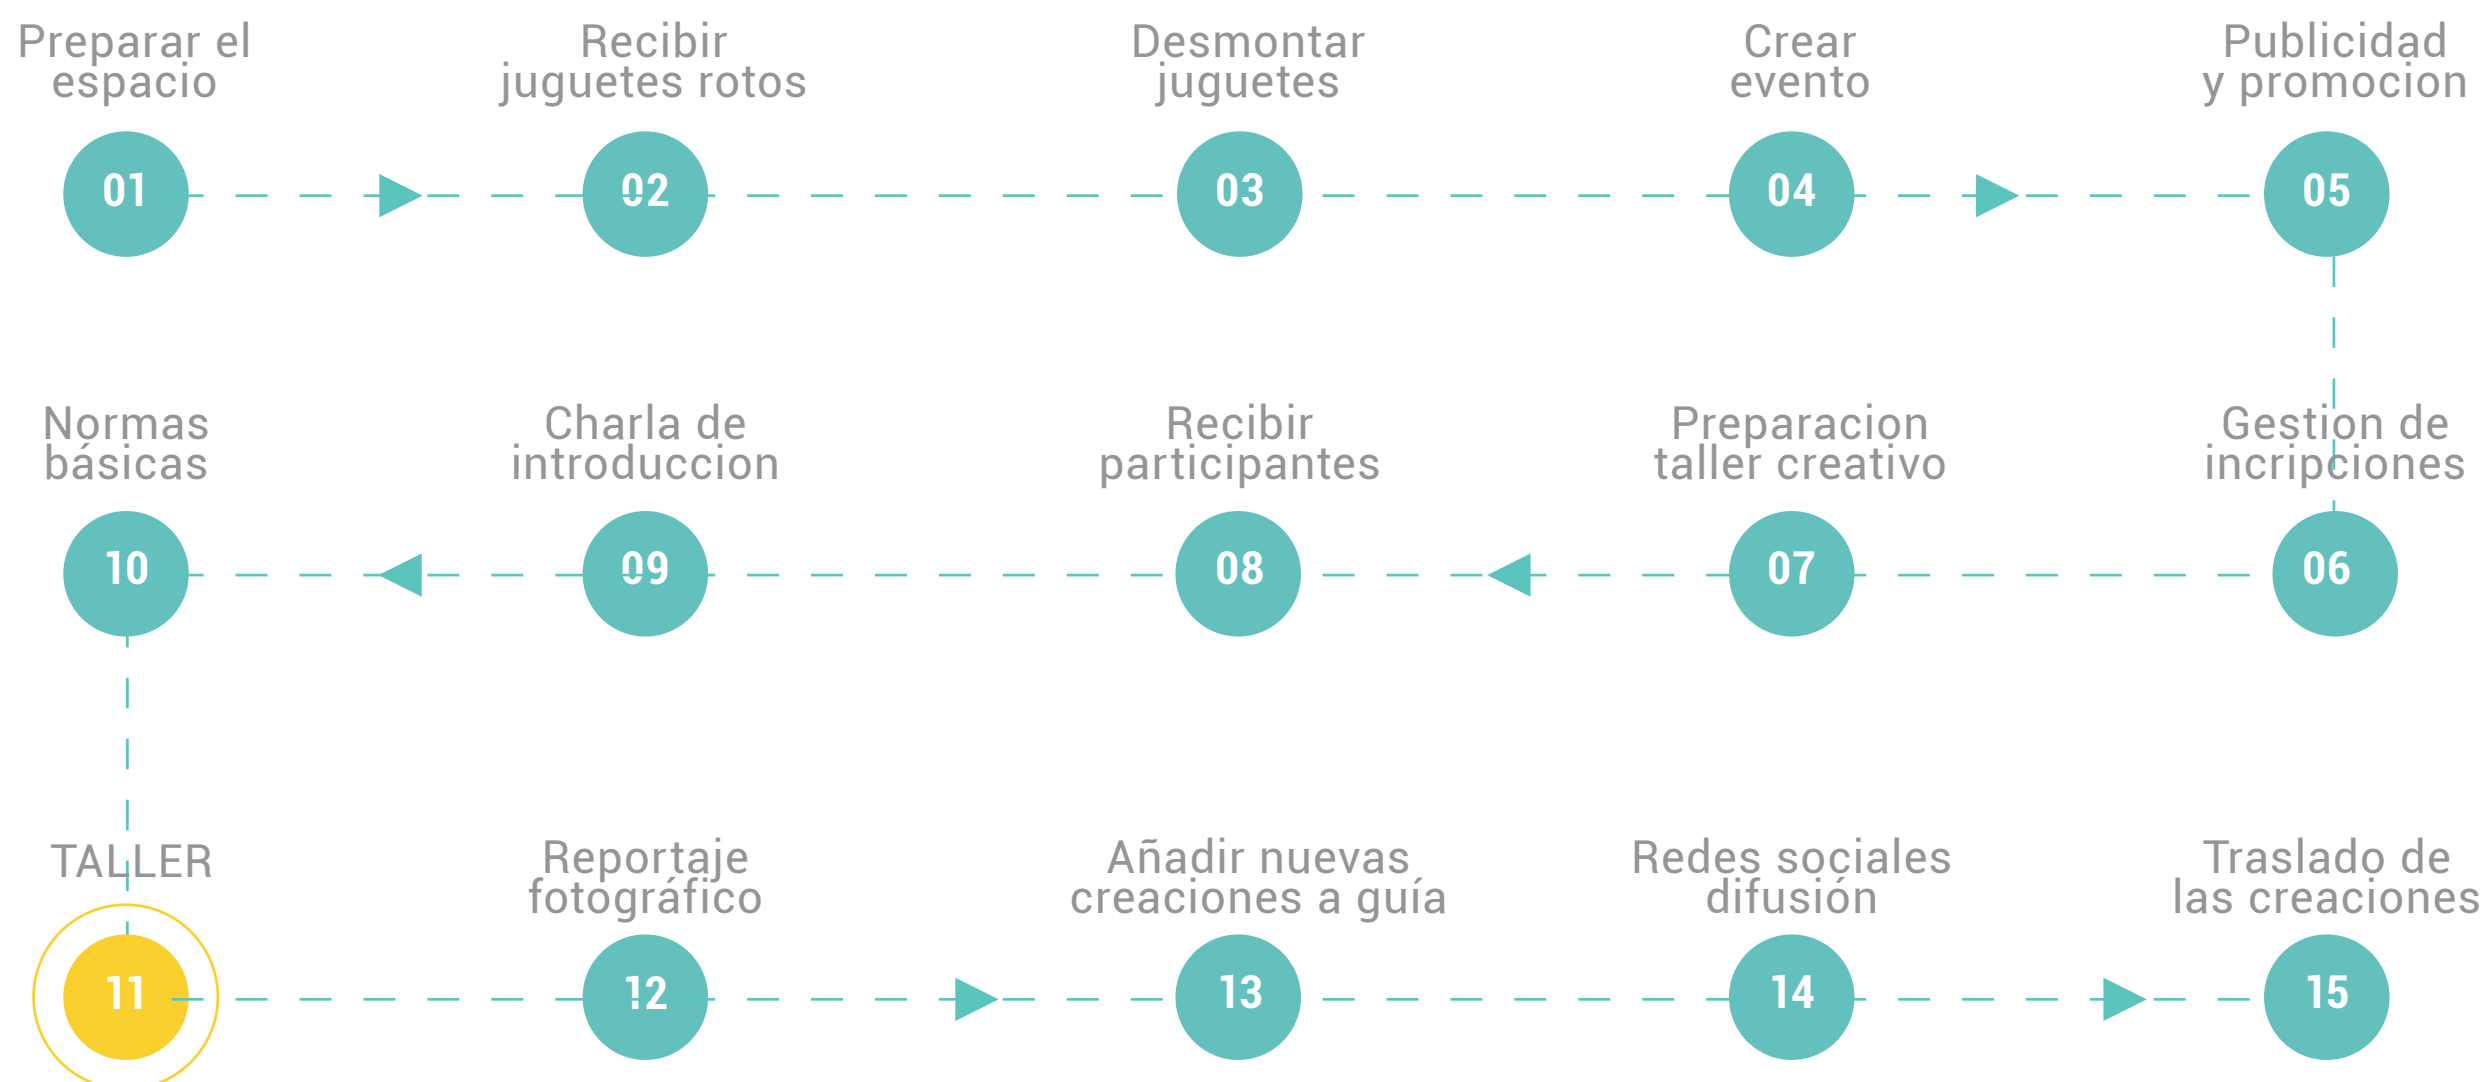 Preparar el
espacio
Recibir
juguetes rotos
Desmontar
juguetes
Crear
evento
Publicidad
y promocion
01
02
03
04
05
Normas
básicas
Charla de
introduccion
Recibir
participantes
Preparacion
taller creativo
Gestion de
incripciones
10
09
08
07
06
TALLER
Reportaje
fotográfico
Añadir nuevas
creaciones a guía
Redes sociales
difusión
Traslado de
las creaciones
11
12
13
14
15